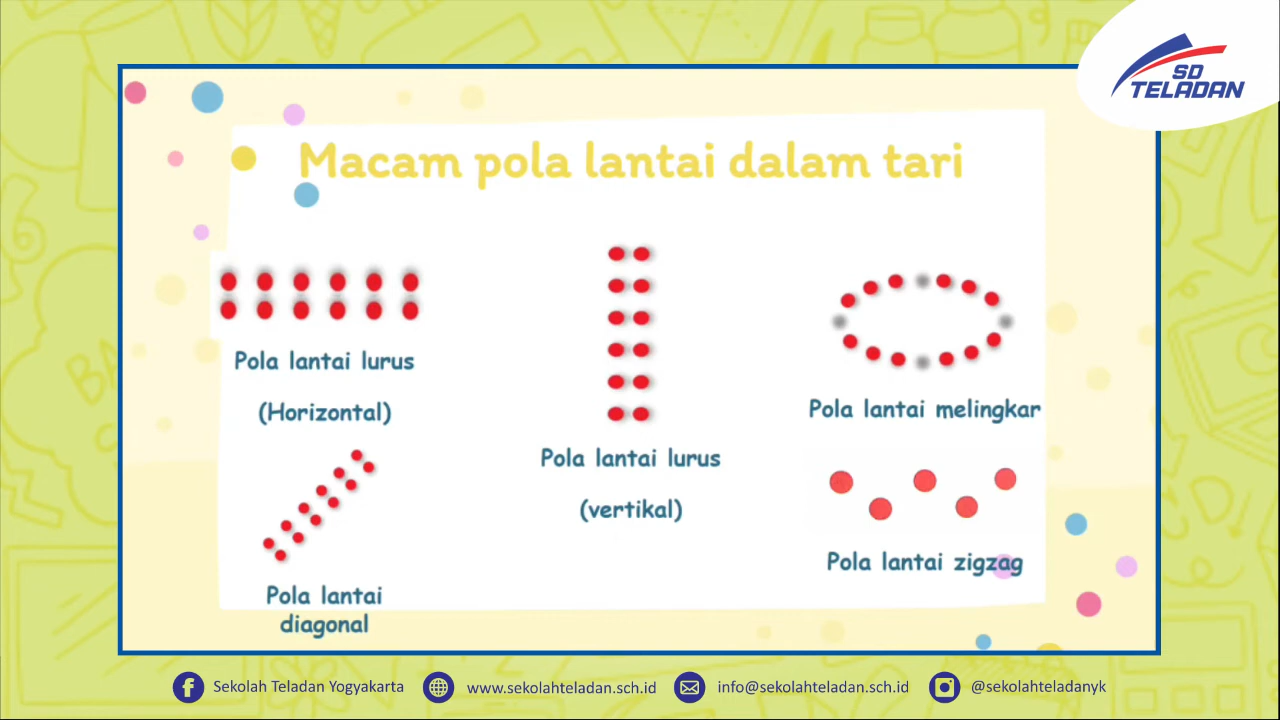 SD
TELADAN
Macam pola lantai dalam tari
Pola lantai lurus
(Horizontal)
Pola lantai lurus
(vertikal)
Pola lantai melingkar
Pola lantai
diagonal
Pola lantai zigzag
Sekolah Teladan Yogyakarta
www.sekolahteladan.sch.id
info@sekolahteladan.sch.id
@sekolahteladanyk